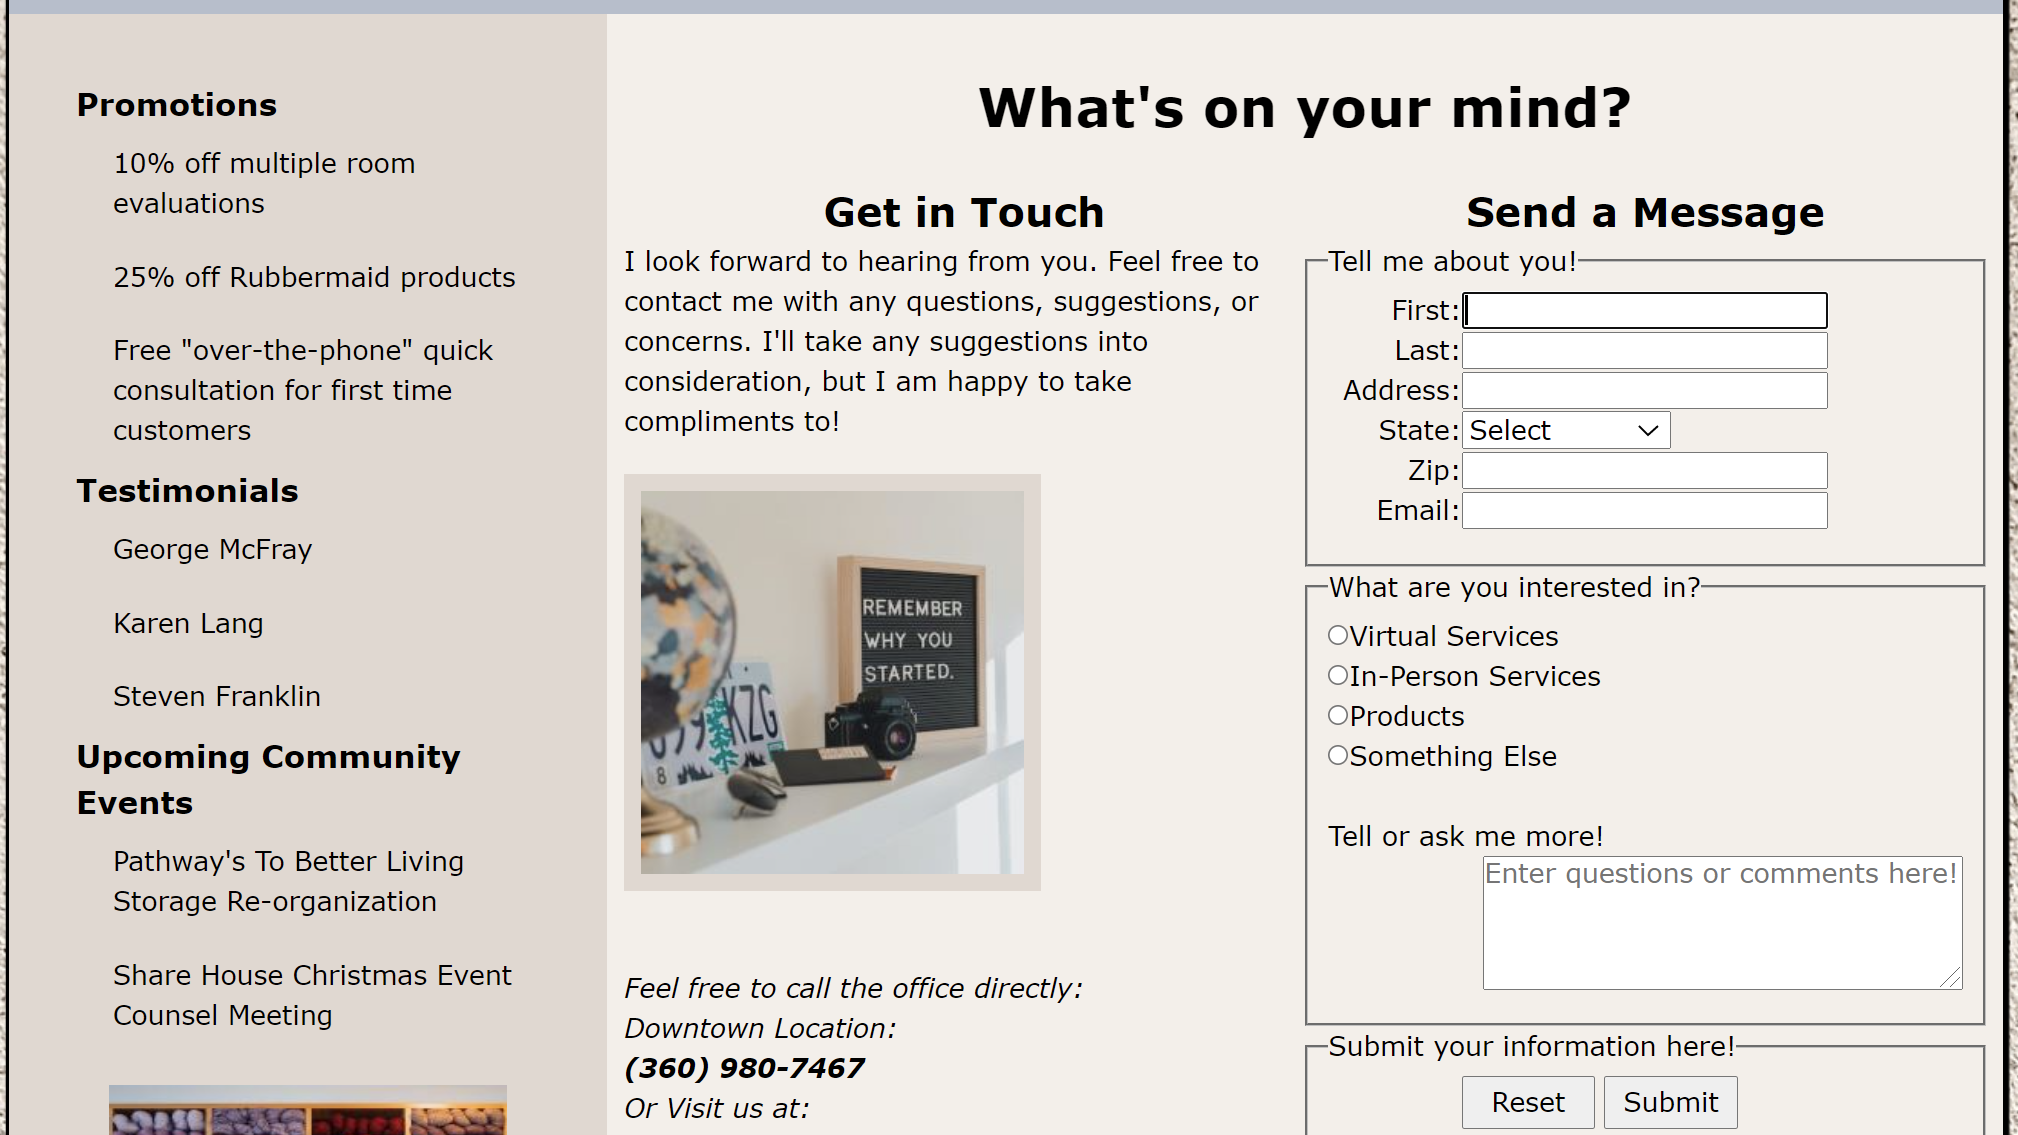 Promotions
10% off multiple room
evaluations
25% off Rubbermaid products
Free "over-the-phone" quick
consultation for first time
customers
Testimonials
George McFray
Karen Lang
Steven Franklin
Upcoming Community
Events
Pathway's To Better Living
Storage Re-organization
Share House Christmas Event
Counsel Meeting
What's on your mind?
Get in Touch
I look forward to hearing from you. Feel free to
contact me with any questions, suggestions, or
concerns. I'll take any suggestions into
consideration, but I am happy to take
compliments to!
REMEMBER
WHY YOU
STARTED.
KZG
8
Feel free to call the office directly:
Downtown Location:
(360) 980-7467
Or Visit us at:
Send a Message
Tell me about you!
First:
Last:
Address:
State: Select
Zip:
Email:
What are you interested in?
Virtual Services
In-Person Services
Products
Something Else
Tell or ask me more!
Enter questions or comments here!
Submit your information here!
Reset Submit